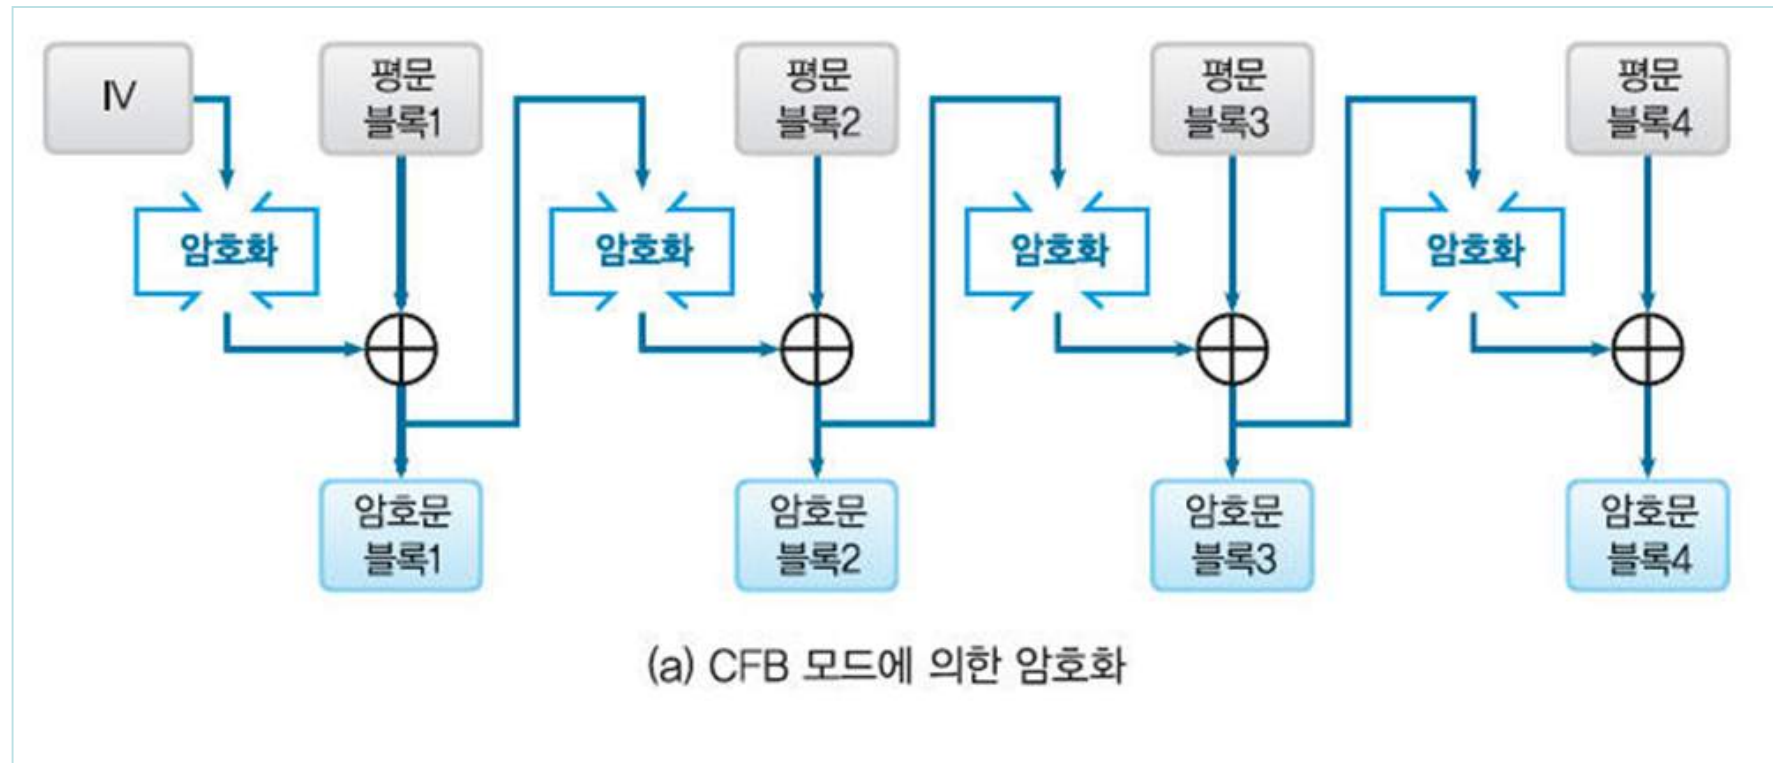 IV
평문
블록1
평문
블록2
평문
블록3
평문
블록4
암호화
암호화
암호화
암호화
암호문
블록1
암호문
블록2
암호문
블록3
암호문
블록4
(a) CFB 모드에 의한 암호화